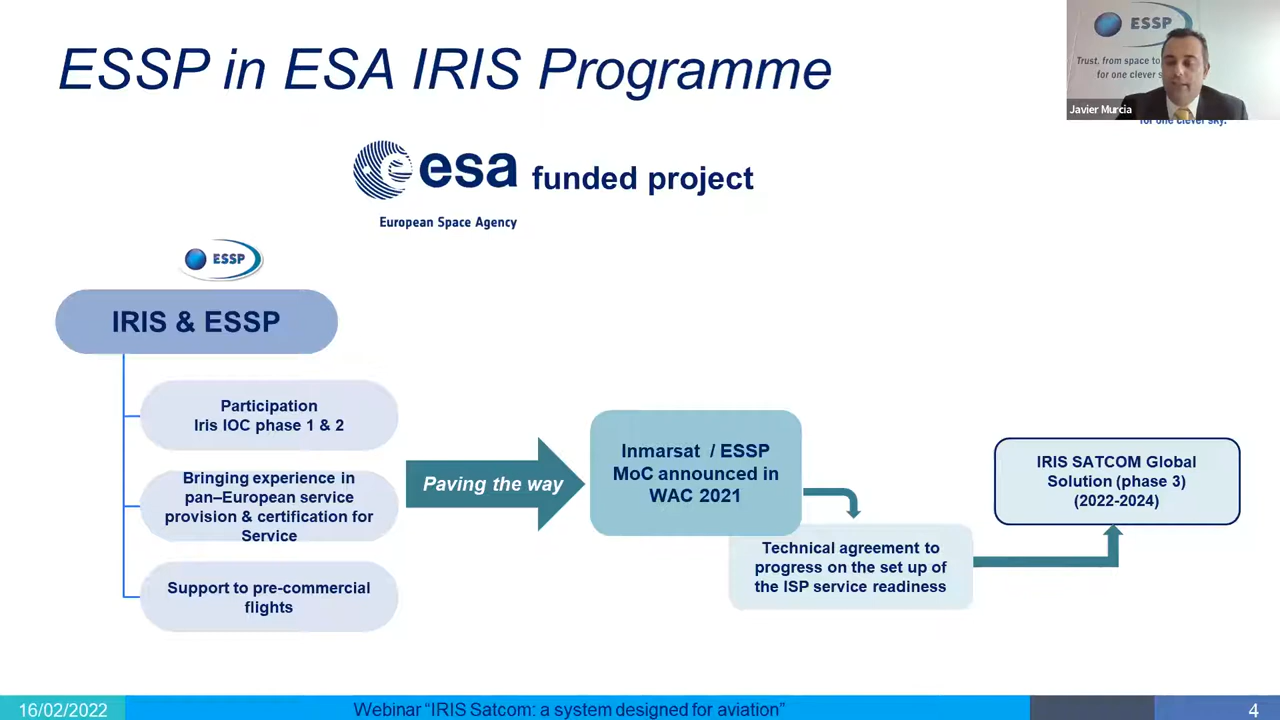 ESSP in ESA IRIS Programme
ESSP
Trust, from space to
for one clever s
Javier Murcia
for one clever sky.
esa funded project
European Space Agency
ESSP
IRIS & ESSP
Participation
Iris IOC phase 1 & 2
Bringing experience in
pan–European service
provision & certification for
Service
Support to pre-commercial
flights
Paving the way
Inmarsat / ESSP
MoC announced in
WAC 2021
Technical agreement to
progress on the set up of
the ISP service readiness
IRIS SATCOM Global
Solution (phase 3)
(2022-2024)
16/02/2022
Webinar “IRIS Satcom: a system designed for aviation”
4